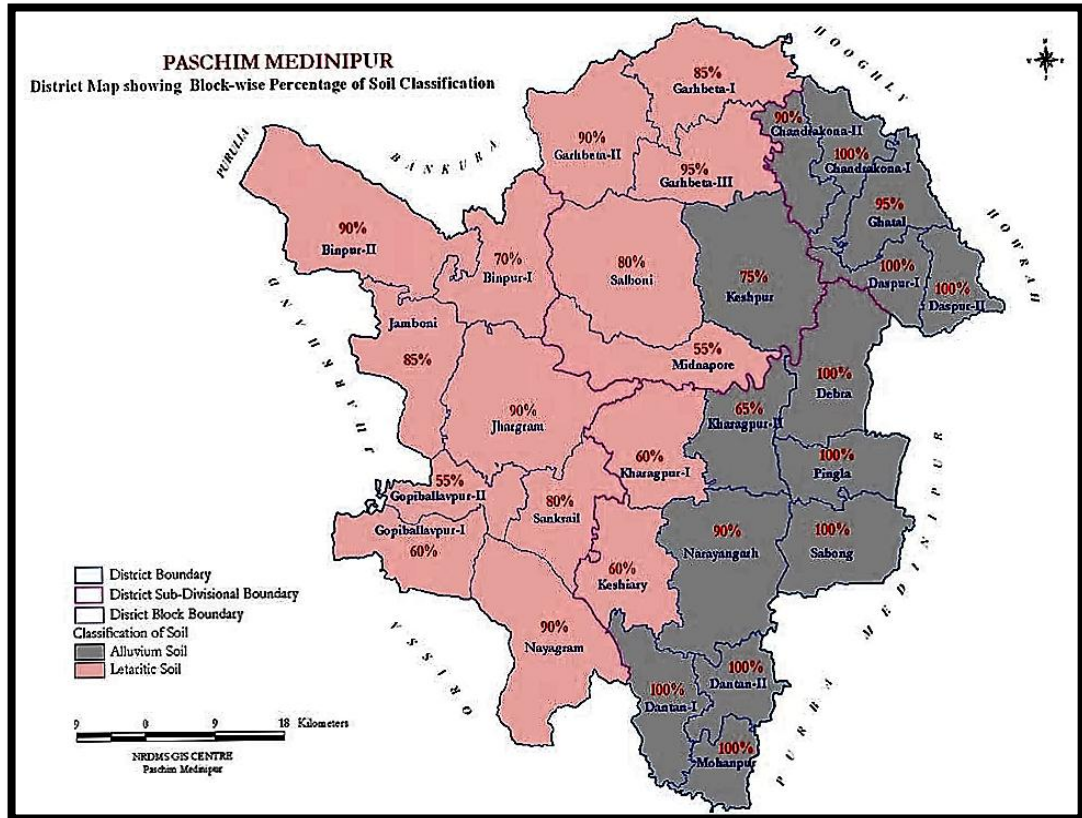 PASCHIM MEDINIPUR
District Map showing Block-wise Percentage of Soil Classification
HOOGHLY
85%
Garhbeta-I
90%
Chandrakona-II
90%
Garhbeta-II
95%
Garhbeta-III
100%
Chandrakona-I
PURULIA
BANKURA
95%
Ghatal
HOWRAH
90%
Binpur-II
70%
Binpur-I
80%
Salboni
75%
Keshpur
100%
Daspur-I
100%
Daspur-II
JHARKHAND
Jamboni
85%
55%
Midnapore
100%
Debra
90%
Jhargram
65%
Kharagpur-II
60%
Kharagpur-I
100%
Pingla
55%
Gopiballavpur-II
80%
Sankrail
Gopiballavpur-I
60%
90%
Narayangarh
100%
Sabong
60%
Keshiary
PURBA MEDINIPUR
ORISSA
90%
Nayagram
100%
Dantan-II
100%
Dantan-I
100%
Mohanpur
District Boundary
District Sub-Divisional Boundary
District Block Boundary
Classification of Soil
Alluvium Soil
Letaritic Soil
9 0 9 18 Kilometers
NRDMS GIS CENTRE
Paschim Medinipur